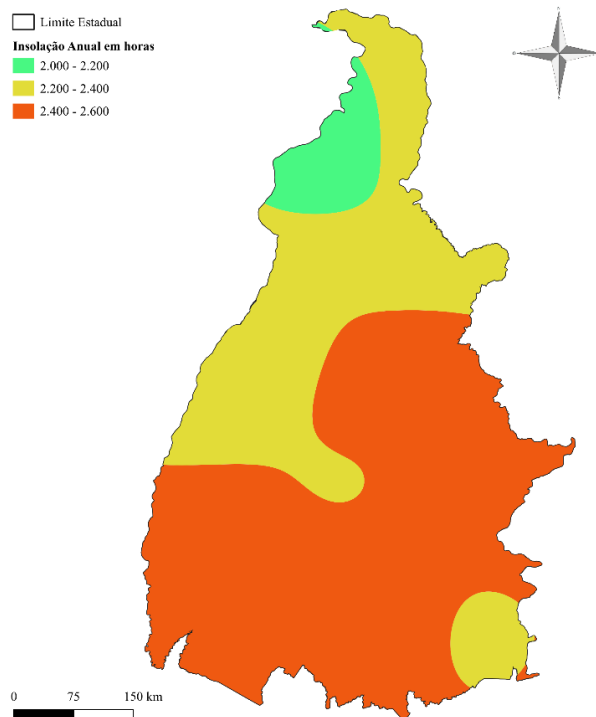 Limite Estadual
Insolação Anual em horas
2.000 - 2.200
2.200 - 2.400
2.400 - 2.600
0 75 150 km